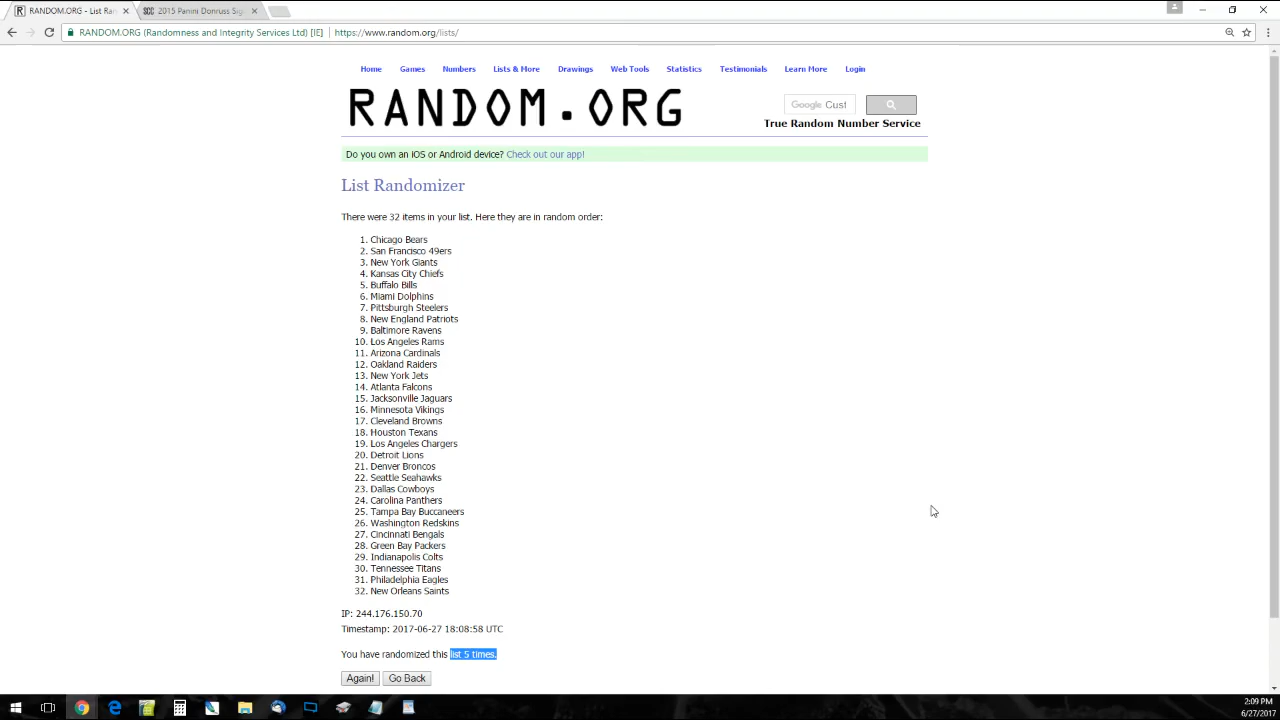 RANDOM.ORG - List Ran
2015 Panini Donruss Sig
RANDOM.ORG (Randomness and Integrity Services Ltd) [IE]
https://www.random.org/lists/
Home Games Numbers Lists & More Drawings Web Tools Statistics Testimonials Learn More Login
RANDOM.ORG
Google Cust
True Random Number Service
Do you own an iOS or Android device? Check out our app!
List Randomizer
There were 32 items in your list. Here they are in random order:
1. Chicago Bears
2. San Francisco 49ers
3. New York Giants
4. Kansas City Chiefs
5. Buffalo Bills
6. Miami Dolphins
7. Pittsburgh Steelers
8. New England Patriots
9. Baltimore Ravens
10. Los Angeles Rams
11. Arizona Cardinals
12. Oakland Raiders
13. New York Jets
14. Atlanta Falcons
15. Jacksonville Jaguars
16. Minnesota Vikings
17. Cleveland Browns
18. Houston Texans
19. Los Angeles Chargers
20. Detroit Lions
21. Denver Broncos
22. Seattle Seahawks
23. Dallas Cowboys
24. Carolina Panthers
25. Tampa Bay Buccaneers
26. Washington Redskins
27. Cincinnati Bengals
28. Green Bay Packers
29. Indianapolis Colts
30. Tennessee Titans
31. Philadelphia Eagles
32. New Orleans Saints
IP: 244.176.150.70
Timestamp: 2017-06-27 18:08:58 UTC
You have randomized this list 5 times.
Again! Go Back
2:09 PM
6/27/2017